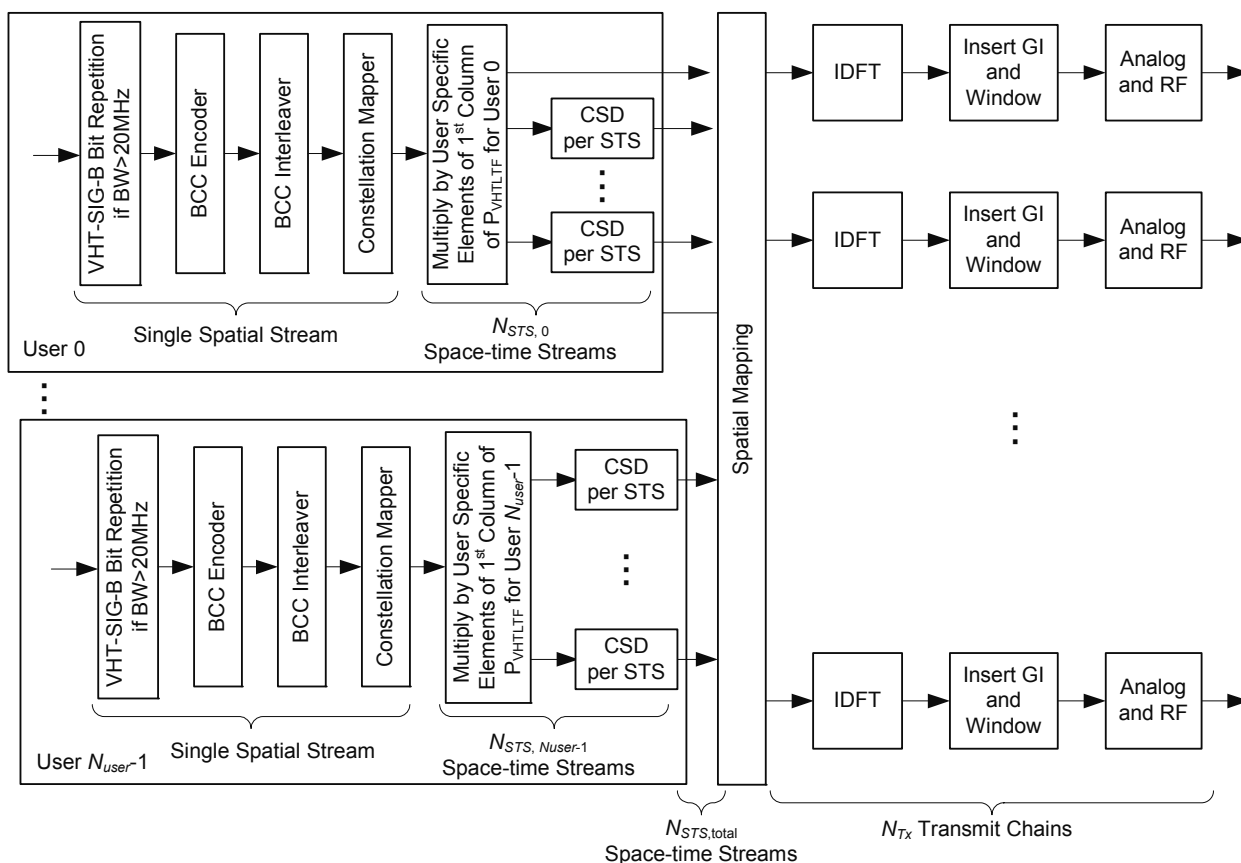 VHT-SIG-B Bit Repetition
if BW>20MHz
BCC Encoder
BCC Interleaver
Constellation Mapper
Multiply by User Specific
Elements of 1st Column
of PVHTLTF for User 0
CSD
per STS
CSD
per STS
Single Spatial Stream
NSTS, 0
Space-time Streams
User 0
VHT-SIG-B Bit Repetition
if BW>20MHz
BCC Encoder
BCC Interleaver
Constellation Mapper
Multiply by User Specific
Elements of 1st Column of
PVHTLTF for User Nuser-1
CSD
per STS
CSD
per STS
Single Spatial Stream
NSTS, Nuser-1
Space-time Streams
User Nuser-1
NSTS,total
Space-time Streams
Spatial Mapping
IDFT
Insert GI
and
Window
Analog
and RF
IDFT
Insert GI
and
Window
Analog
and RF
IDFT
Insert GI
and
Window
Analog
and RF
NTx Transmit Chains